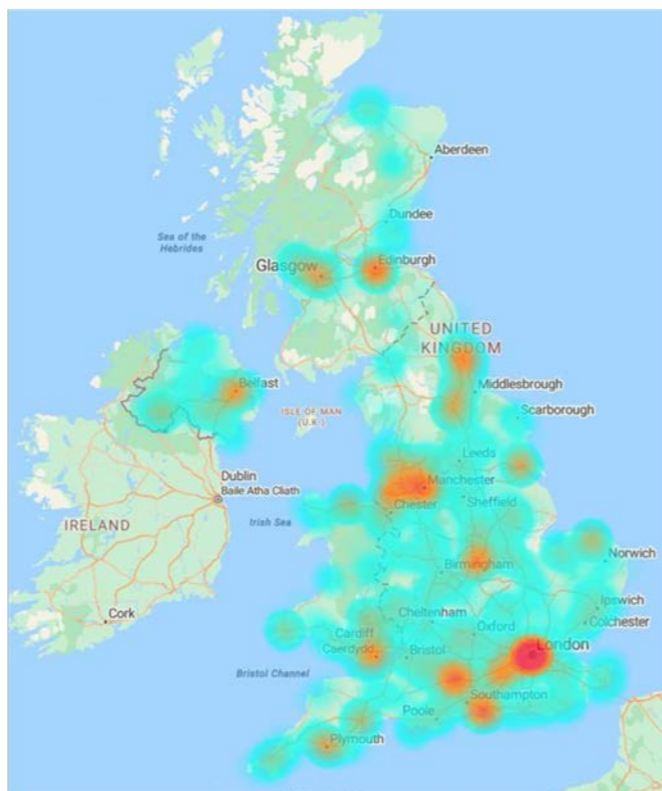 Aberdeen
Dundee
Sea of the
Hebrides
Glasgow
Edinburgh
UNITED
KINGDOM
Belfast
Middlesbrough
ISLE OF MAN
(U.K.)
Scarborough
Leeds
Dublin
Baile Átha Cliath
Manchester
Chester
Sheffield
IRELAND
Irish Sea
Norwich
Birmingham
Cork
Ipswich
Cheltenham
Colchester
Cardiff
Oxford
Caerdydd
Bristol
London
Bristol Channel
Southampton
Poole
Plymouth